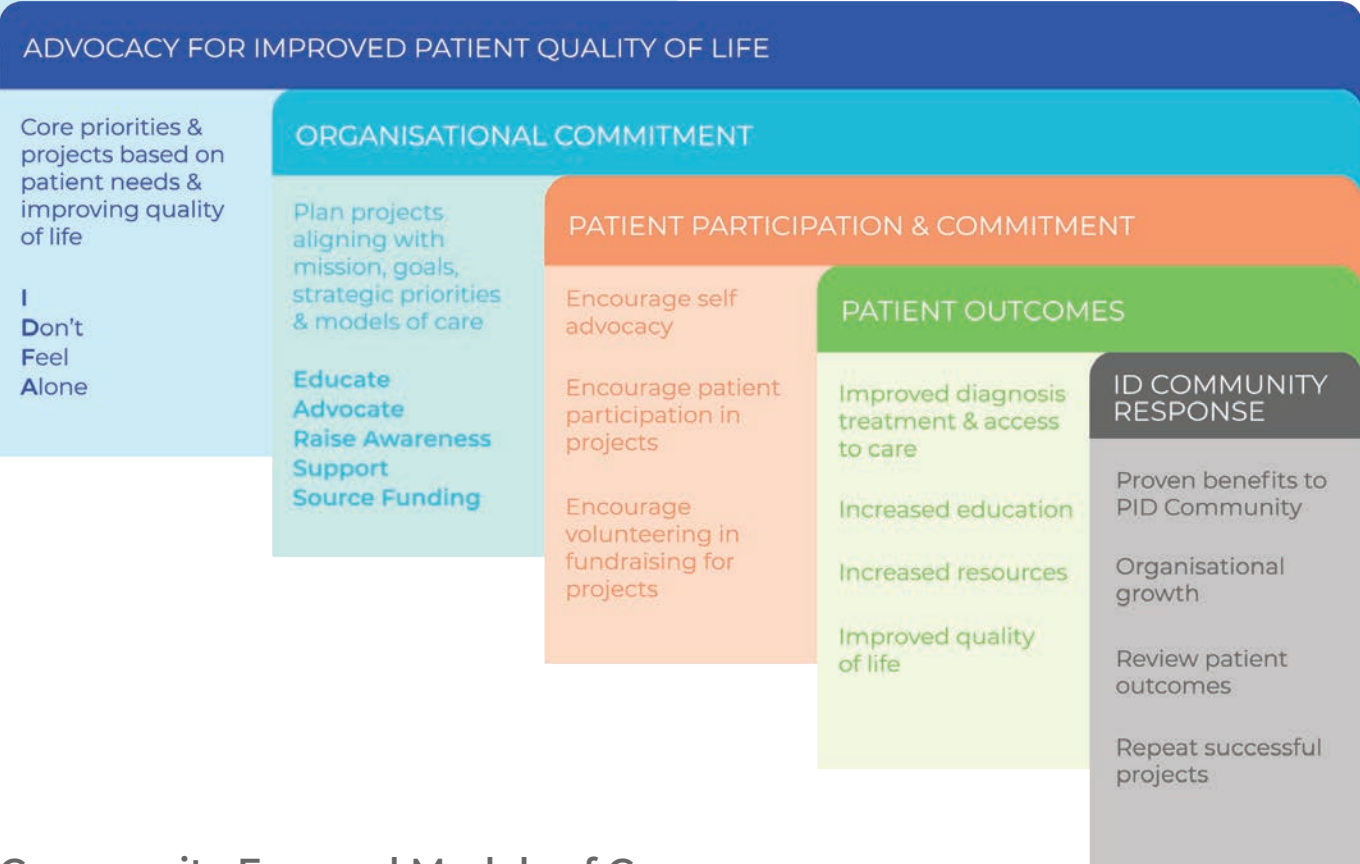 ADVOCACY FOR IMPROVED PATIENT QUALITY OF LIFE
Core priorities &
projects based on
patient needs &
improving quality
of life
I
Don't
Feel
Alone
ORGANISATIONAL COMMITMENT
Plan projects
aligning with
mission, goals,
strategic priorities
& models of care
Educate
Advocate
Raise Awareness
Support
Source Funding
PATIENT PARTICIPATION & COMMITMENT
Encourage self
advocacy
Encourage patient
participation in
projects
Encourage
volunteering in
fundraising for
projects
PATIENT OUTCOMES
Improved diagnosis
treatment & access
to care
Increased education
Increased resources
Improved quality
of life
ID COMMUNITY
RESPONSE
Proven benefits to
PID Community
Organisational
growth
Review patient
outcomes
Repeat successful
projects